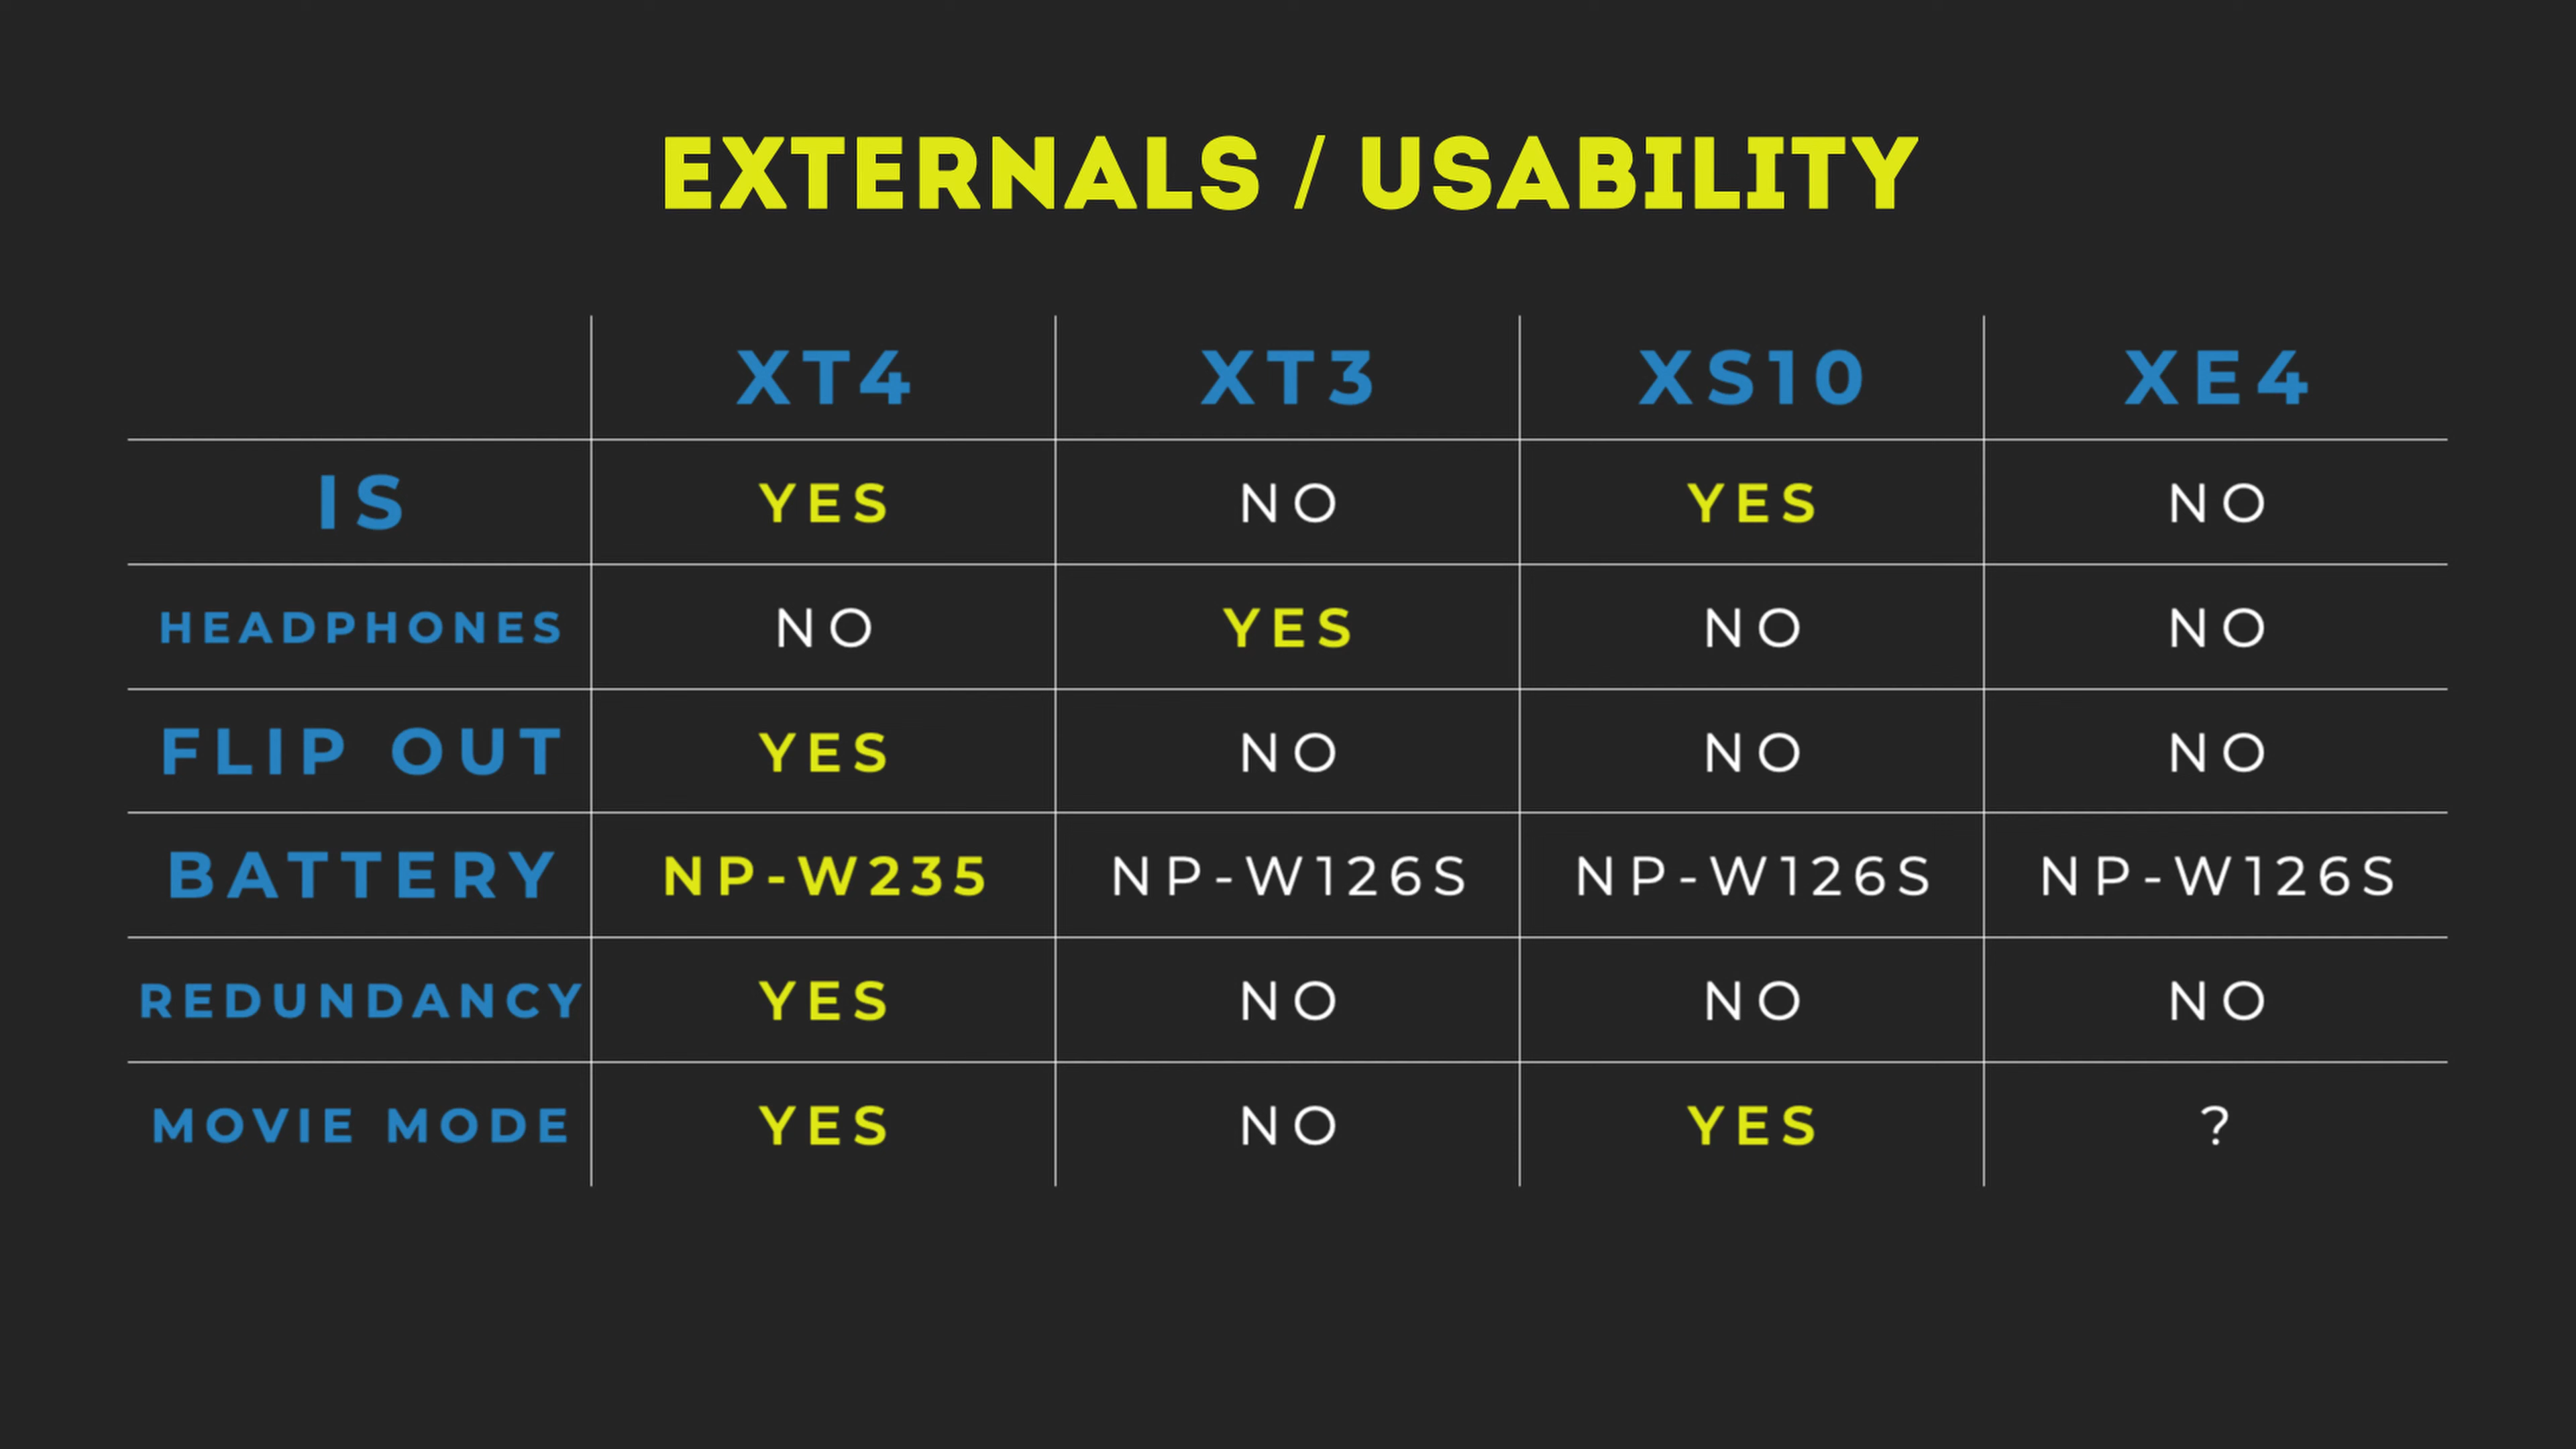 EXTERNALS / USABILITY
XT4 XT3 XS10 XE4
IS YES NO YES NO
HEADPHONES NO YES NO NO
FLIP OUT YES NO NO NO
BATTERY NP-W235 NP-W126S NP-W126S NP-W126S
REDUNDANCY YES NO NO NO
MOVIE MODE YES NO YES ?